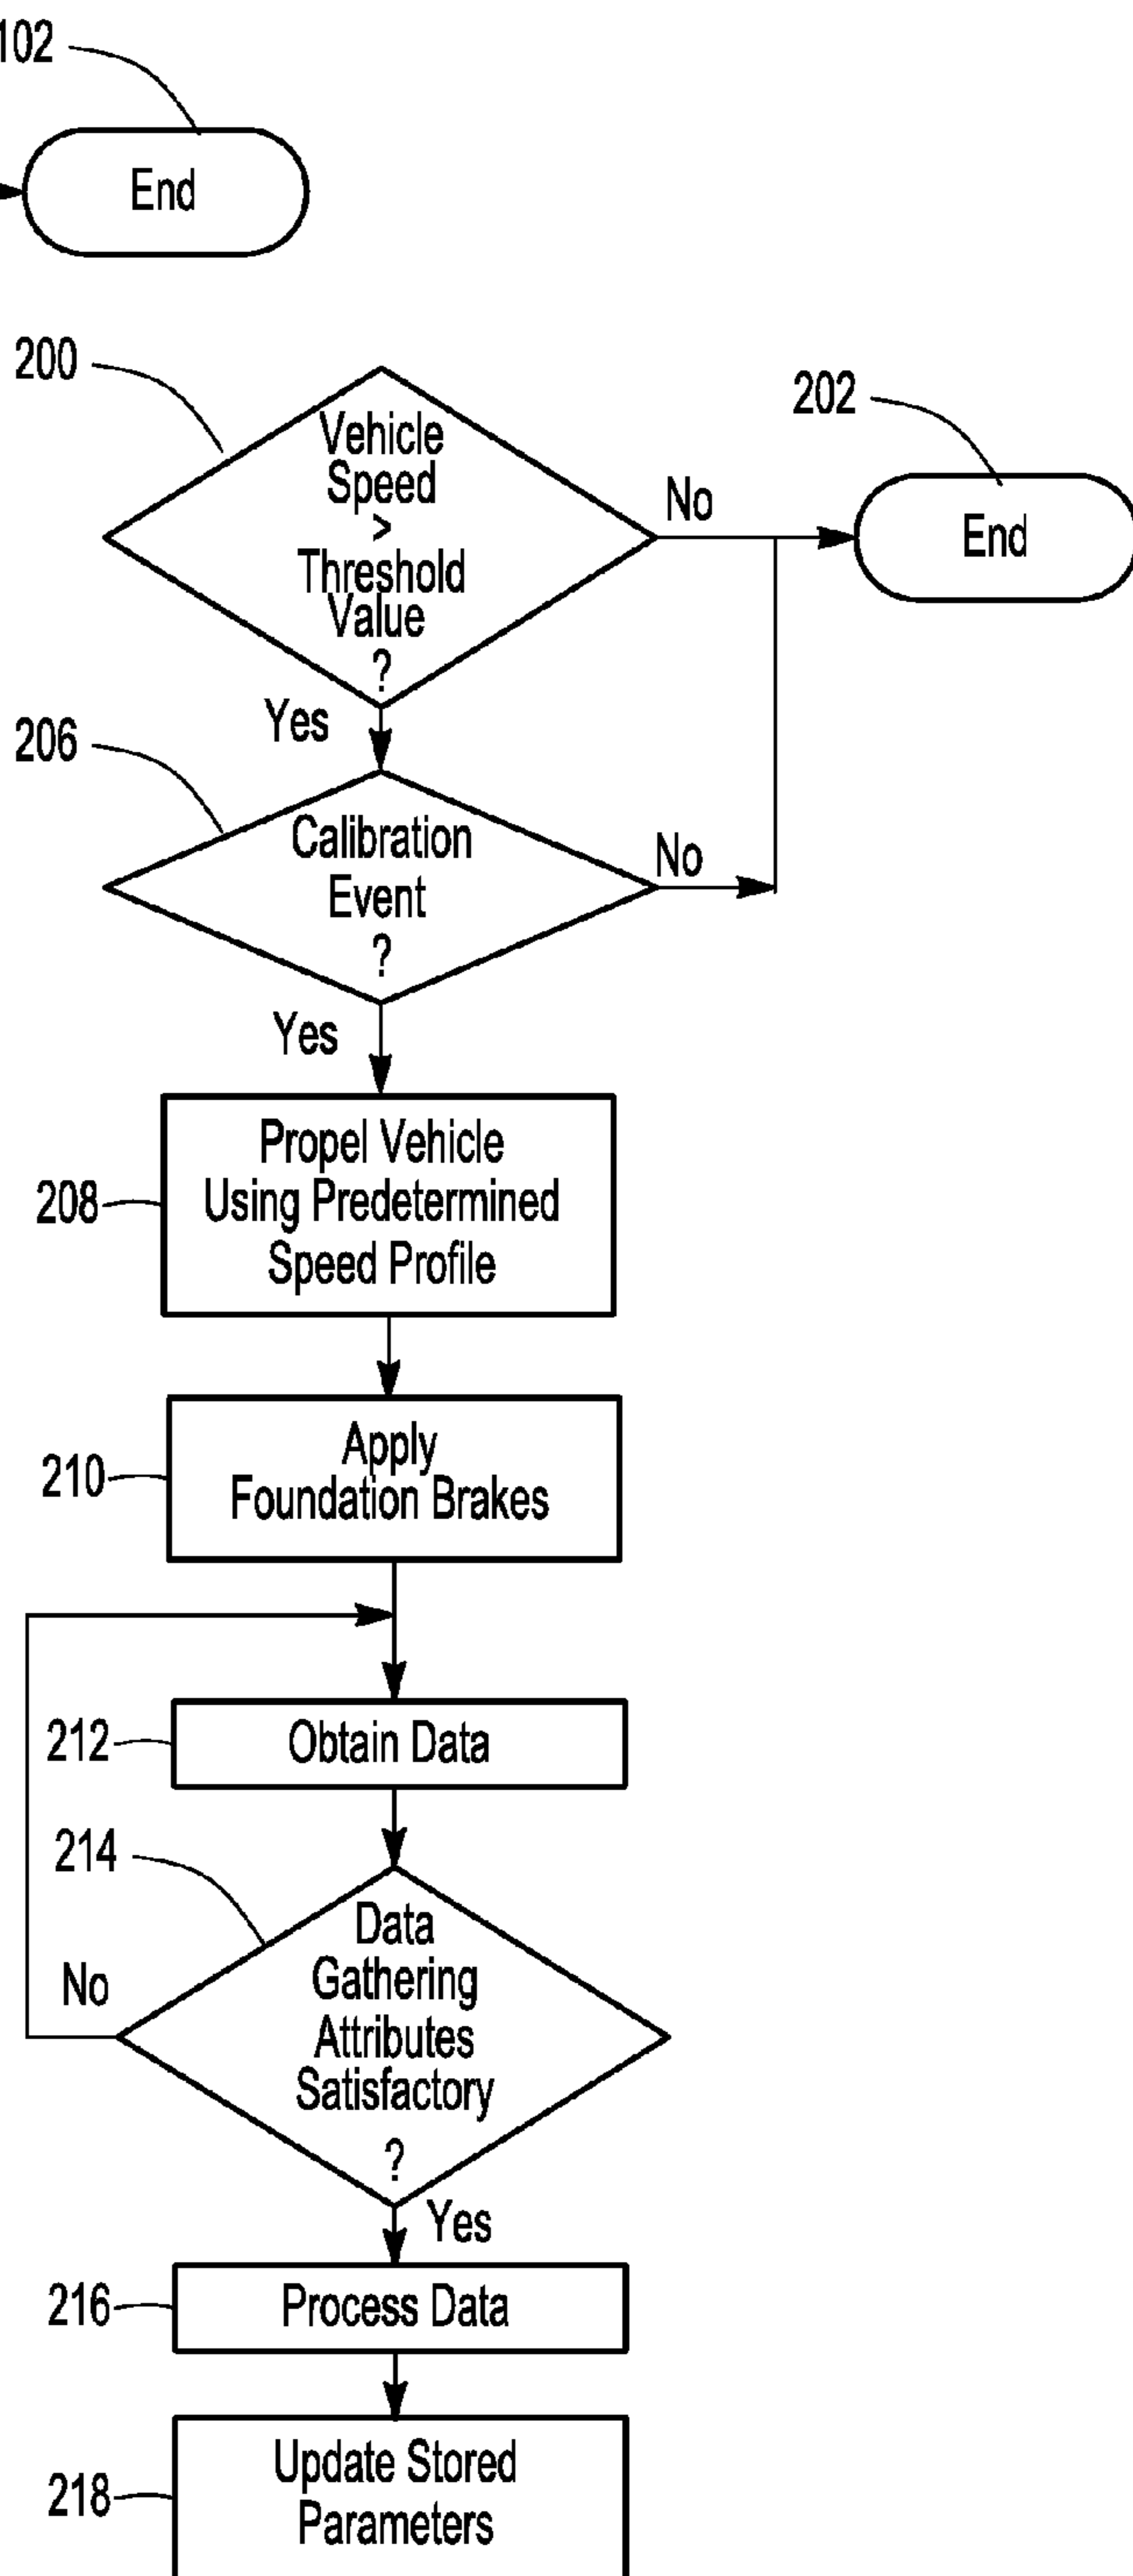 102
End
200
Vehicle
Speed
>
Threshold
Value
?
No
202
End
Yes
206
Calibration
Event
?
No
Yes
Propel Vehicle
Using Predetermined
Speed Profile
208
Apply
Foundation Brakes
210
212
Obtain Data
214
Data
Gathering
Attributes
Satisfactory
?
No
Yes
216
Process Data
Update Stored
Parameters
218